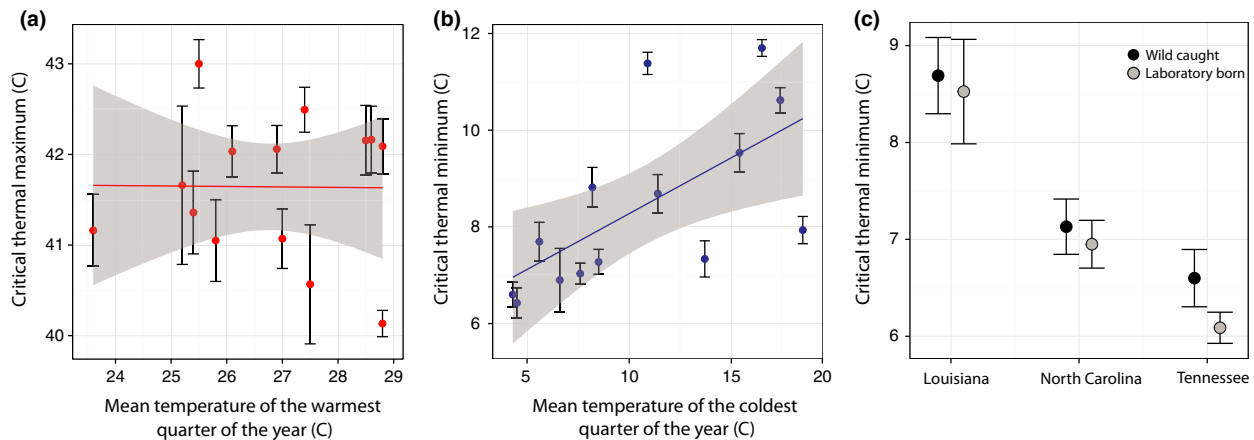 (a)
Critical thermal maximum (C)
43
42
41
40
24
25
26
27
28
29
Mean temperature of the warmest
quarter of the year (C)
(b)
Critical thermal minimum (C)
12
10
8
6
5
10
15
20
Mean temperature of the coldest
quarter of the year (C)
(c)
Critical thermal minimum (C)
9
8
7
6
Wild caught
Laboratory born
Louisiana
North Carolina
Tennessee